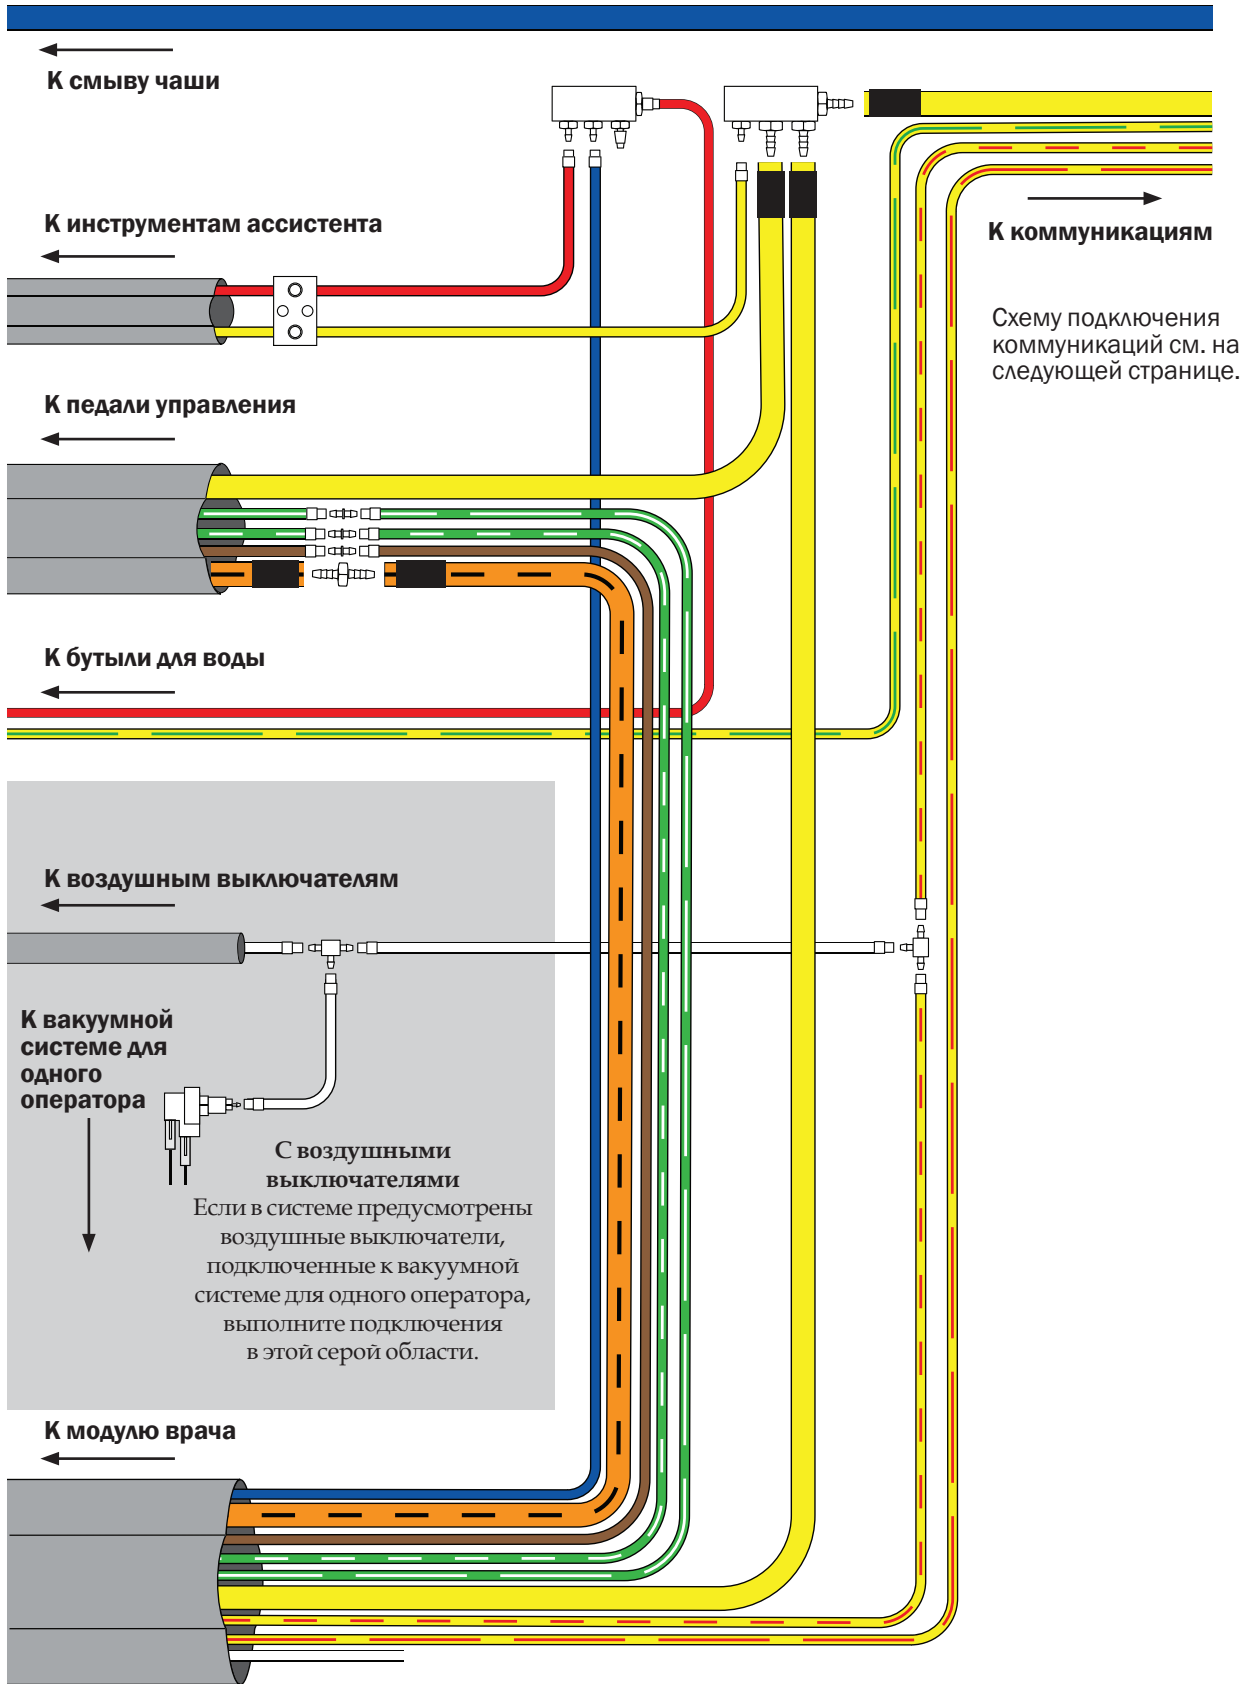 К смыву чаши
К инструментам ассистента
К коммуникациям
Схему подключения
коммуникаций см. на
следующей странице.
К педали управления
К бутыли для воды
К воздушным выключателям
К вакуумной
системе для
одного
оператора
С воздушными
выключателями
Если в системе предусмотрены
воздушные выключатели,
подключенные к вакуумной
системе для одного оператора,
выполните подключения
в этой серой области.
К модулю врача